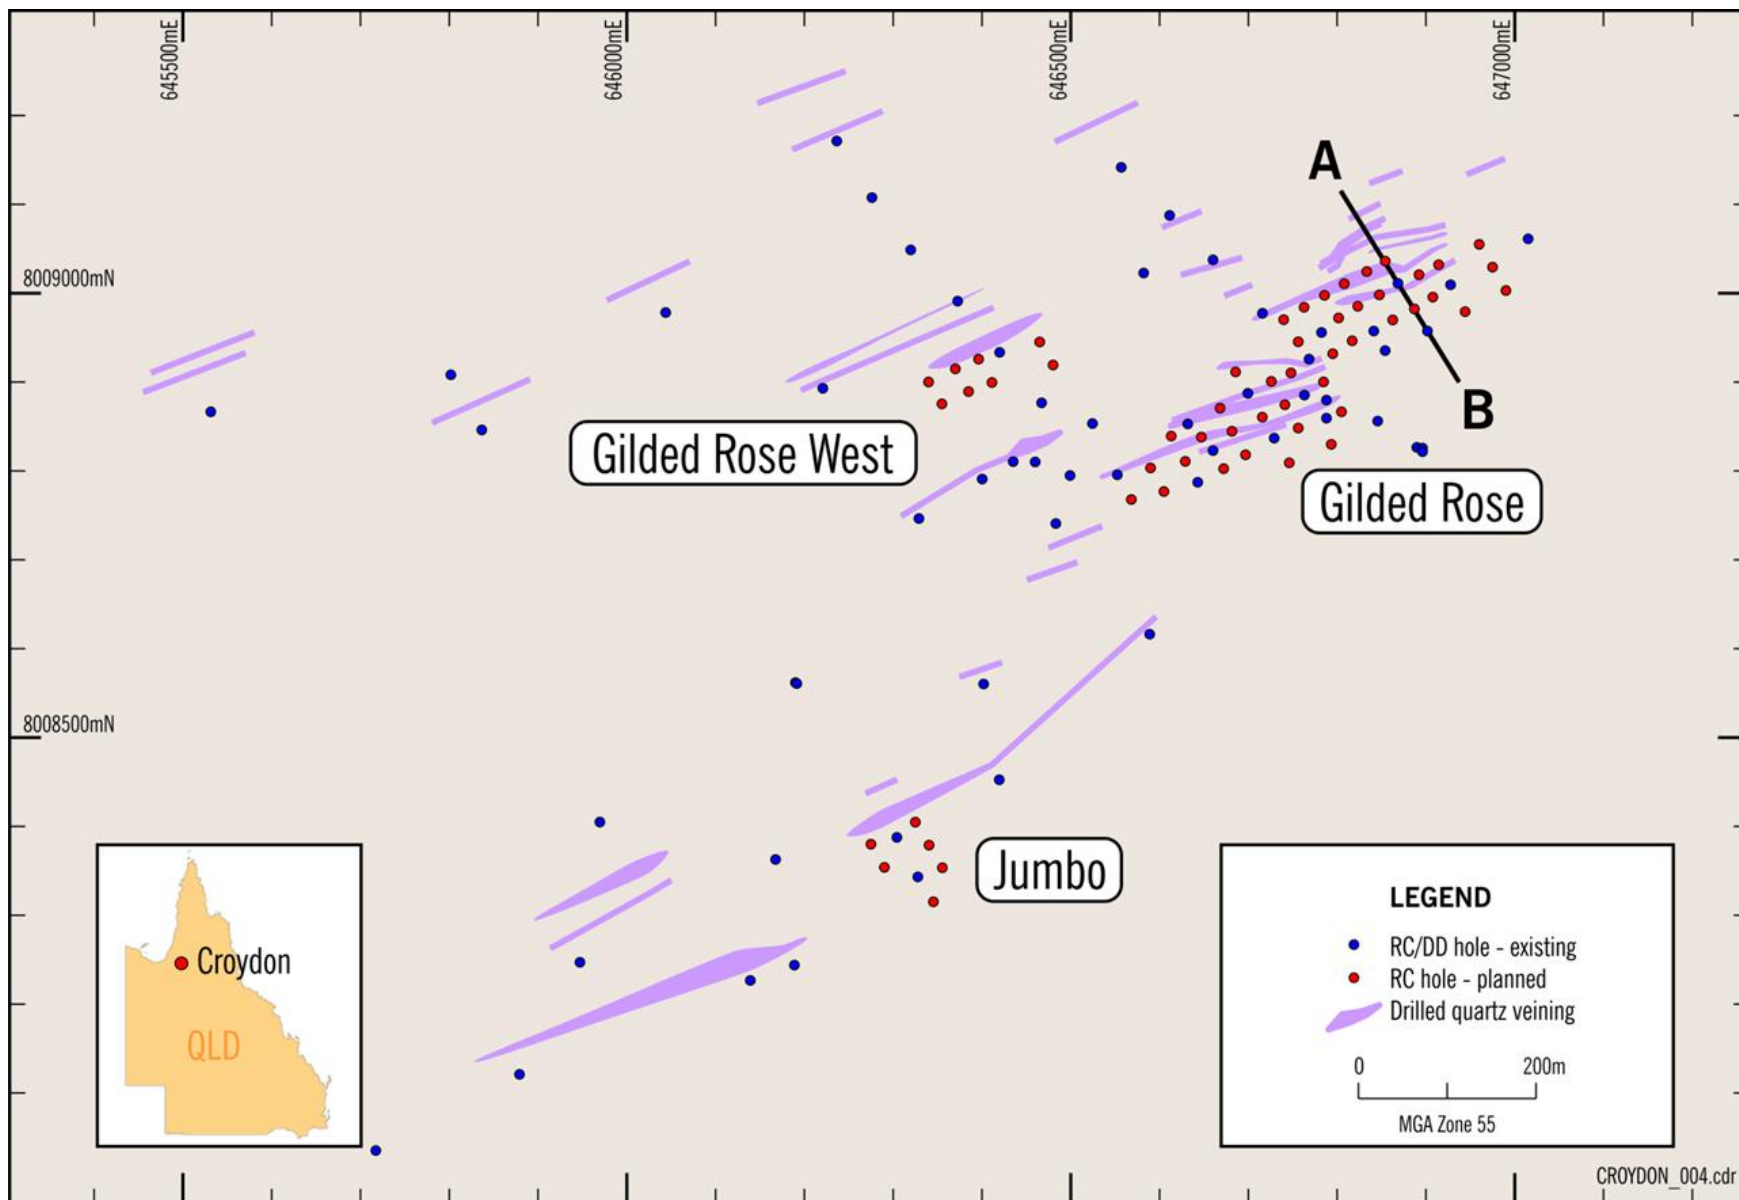 645500mE
646000mE
646500mE
647000mE
A
8009000mN
B
Gilded Rose West
Gilded Rose
8008500mN
Jumbo
Croydon
QLD
LEGEND
RC/DD hole - existing
RC hole - planned
Drilled quartz veining
0 200m
MGA Zone 55
CROYDON_004.cdr